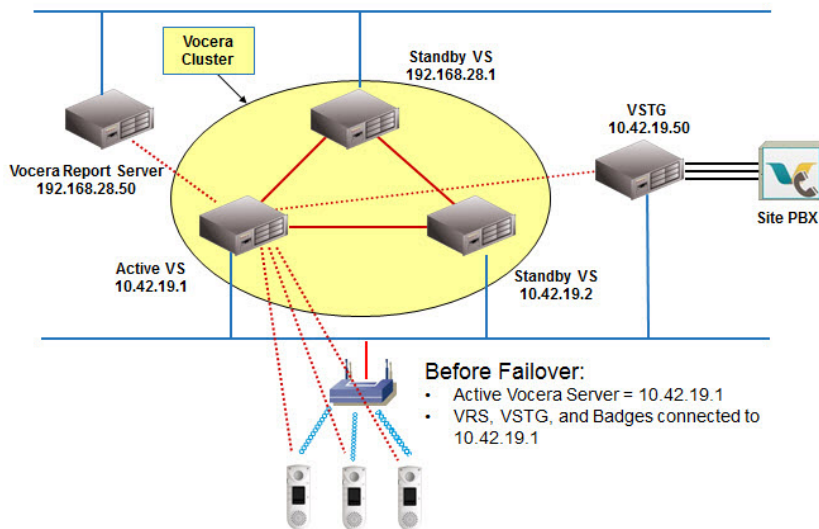 Vocera
Cluster
Standby VS
192.168.28.1
VSTG
10.42.19.50
Vocera Report Server
192.168.28.50
Site PBX
Active VS
10.42.19.1
Standby VS
10.42.19.2
Before Failover:
• Active Vocera Server = 10.42.19.1
• VRS, VSTG, and Badges connected to
10.42.19.1